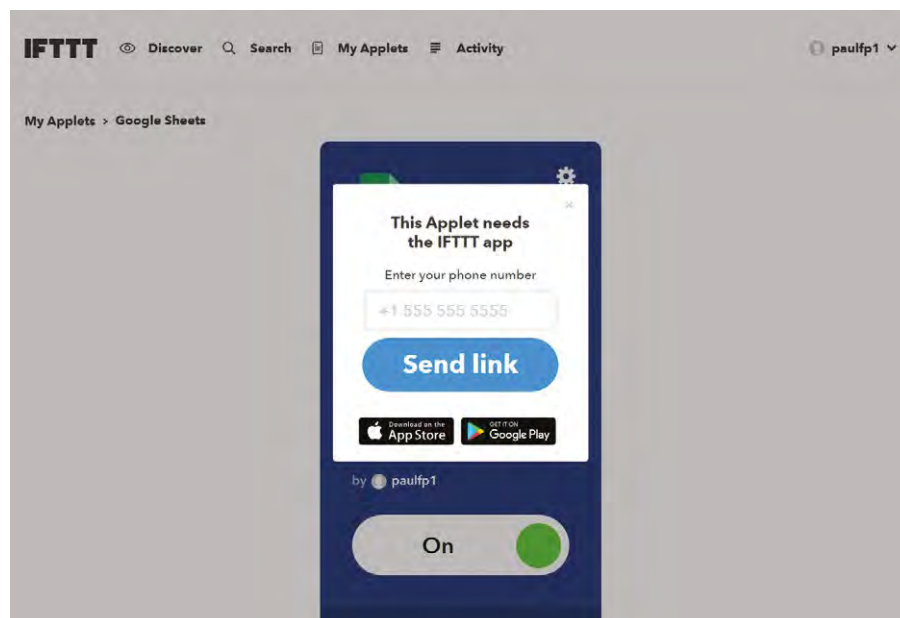 IFTTT Discover Search My Applets Activity paulfp1
My Applets > Google Sheets
This Applet needs
the IFTTT app
Enter your phone number
+1 555 555 5555
Send link
Download on the
App Store
GET IT ON
Google Play
by paulfp1
On